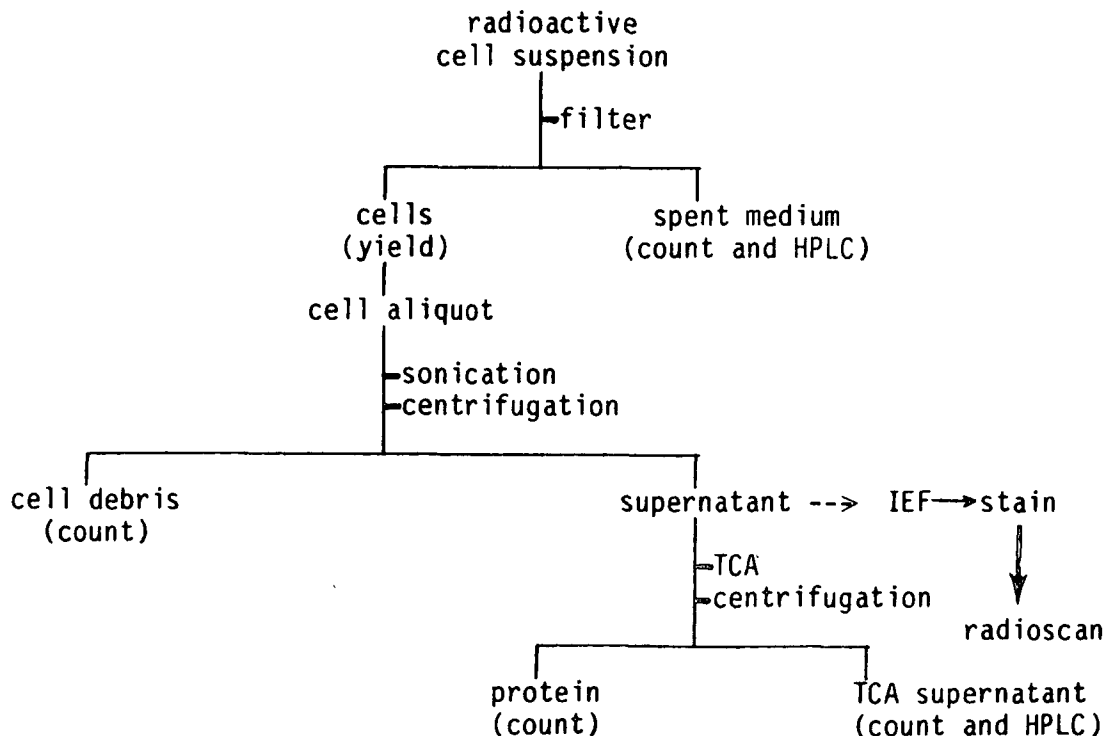 radioactive
cell suspension
filter
cells
(yield)
spent medium
(count and HPLC)
cell aliquot
sonication
centrifugation
cell debris
(count)
supernatant --> IEF→stain
TCA
centrifugation
radioscan
protein
(count)
TCA supernatant
(count and HPLC)